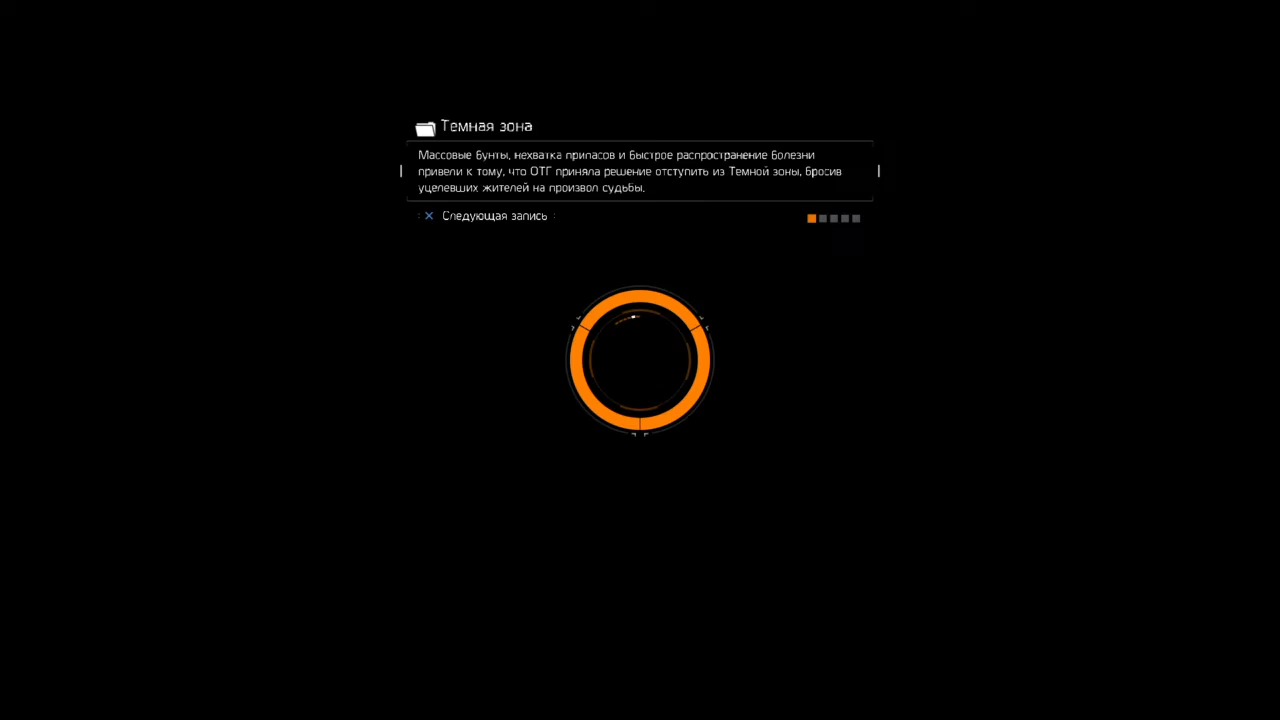 Темная зона
Массовые бунты, нехватка припасов и быстрое распространение болезни
привели к тому, что ОТГ приняла решение отступить из Темной зоны, бросив
уцелевших жителей на произвол судьбы.
Следующая запись